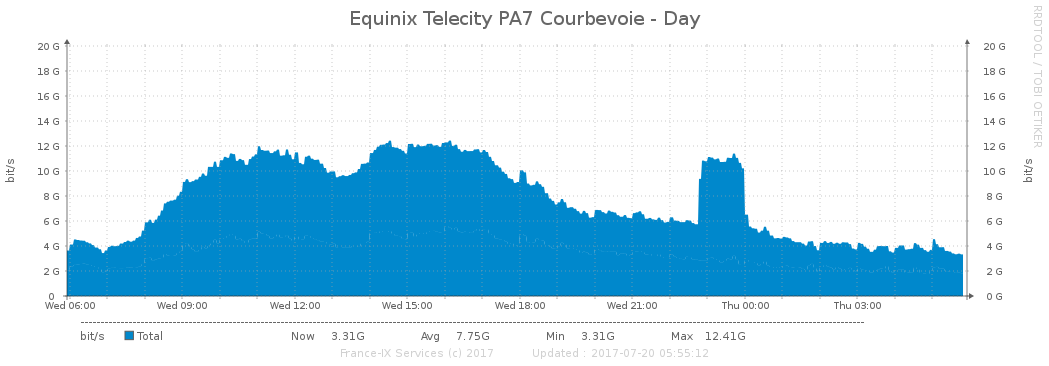 Equinix Telecity PA7 Courbevoie - Day
RRDTOOL / TOBI OETIKER
bit/s
bit/s
20 G 20 G
18 G 18 G
16 G 16 G
14 G 14 G
12 G 12 G
10 G 10 G
8 G 8 G
6 G 6 G
4 G 4 G
2 G 2 G
0 0 G
Wed 06:00 Wed 09:00 Wed 12:00 Wed 15:00 Wed 18:00 Wed 21:00 Thu 00:00 Thu 03:00
bit/s Total Now 3.31G Avg 7.75G Min 3.31G Max 12.41G
France-IX Services (c) 2017 Updated : 2017-07-20 05:55:12